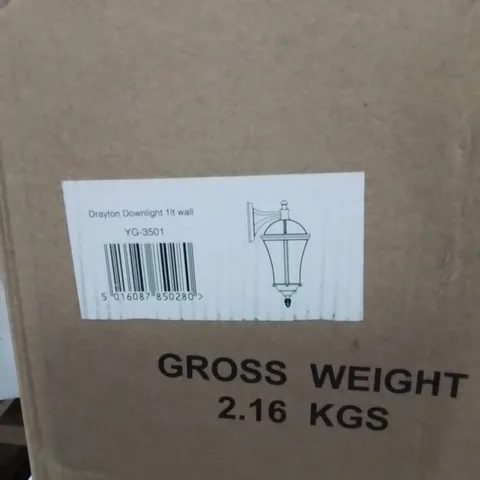 Drayton Downlight 1lt wall
YG-3501
5 016087 850280 >
GROSS WEIGHT
2.16 KGS